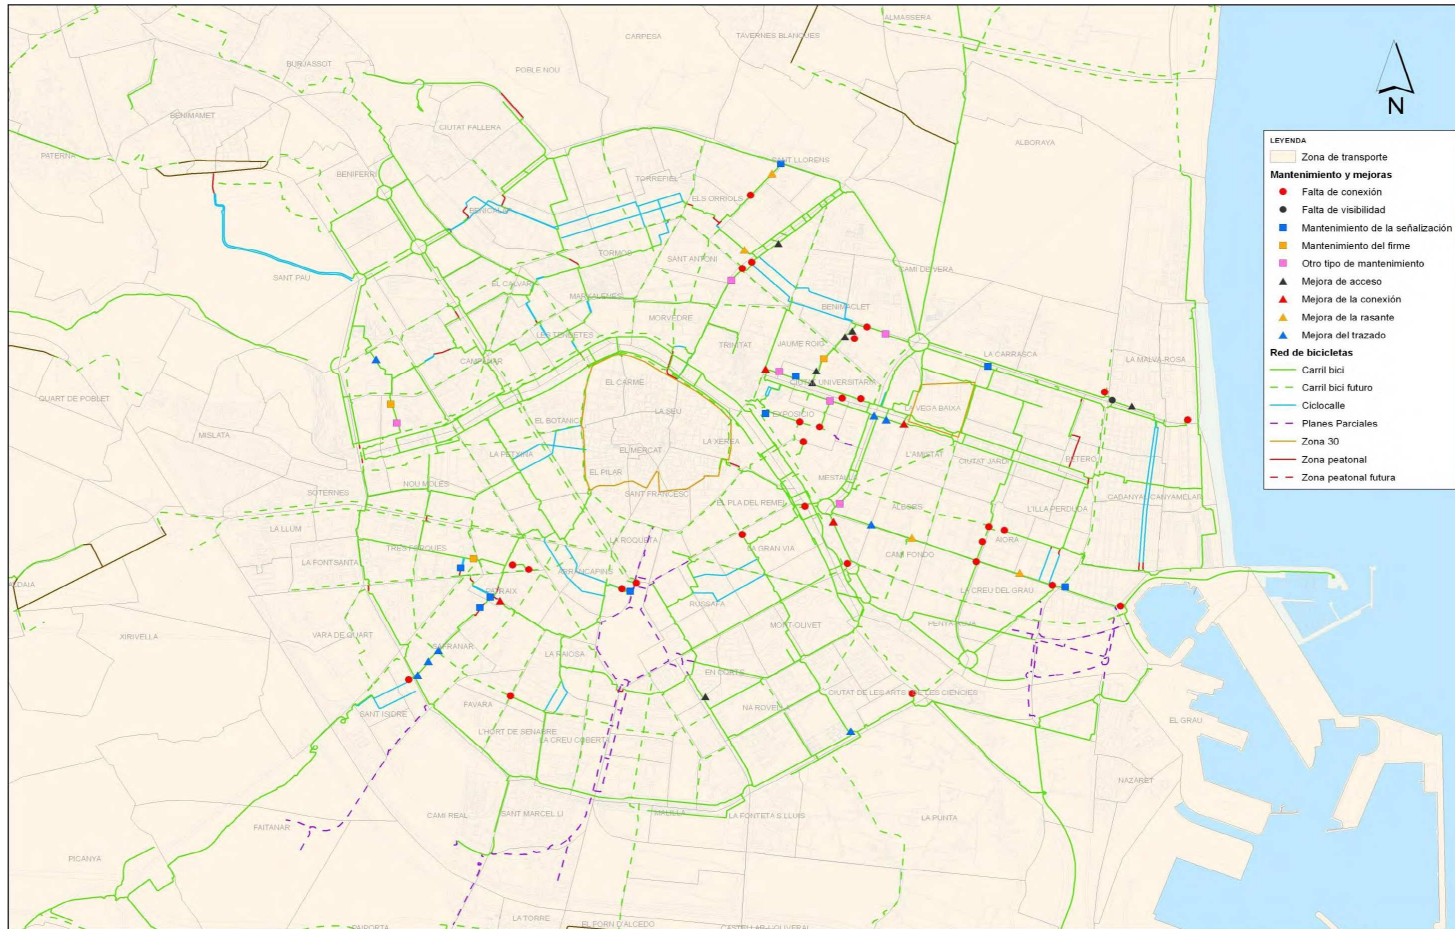 ALMASSERA
CARPESA
TAVERNES BLANQUES
BURJASSOT
POBLE NOU
BENIMAMET
CIUTAT FALLERA
ALBORAYA
PATERNA
SANT LLORENS
BENIFERRI
TORREFIEL
ELS ORRIOLS
BENICALAP
TORMOS
SANT ANTONI
SANT PAU
CAMI DE VERA
EL CALVARI
MARXALENES
BENIMACLET
MORVEDRE
LES TENDETES
TRINITAT
JAUME ROIG
CAMPANAR
LA CARRASCA
LA MALVA-ROSA
EL CARME
CIUTAT UNIVERSITARIA
QUART DE POBLET
LA SEU
LA VEGA BAIXA
EXPOSICIO
EL BOTANIC
MISLATA
LA XEREA
EL MERCAT
LA PETXINA
L'AMISTAT
CIUTAT JARDI
BETERO
EL PILAR
MESTALLA
NOU MOLES
SOTERNES
SANT FRANCESC
CABANYAL-CANYAMELAR
EL PLA DEL REMEI
ALBORS
L'ILLA PERDUDA
LA LLUM
LA ROQUETA
AIORA
TRES FORQUES
LA GRAN VIA
CAMI FONDO
LA FONTSANTA
ARRANCAPINS
ALDAIA
PATRAIX
LA CREU DEL GRAU
RUSSAFA
XIRIVELLA
VARA DE QUART
MONT-OLIVET
PENYA-ROJA
SAFRANAR
LA RAIOSA
EN CORTS
CIUTAT DE LES ARTS I DE LES CIENCIES
FAVARA
NA ROVELLA
SANT ISIDRE
EL GRAU
L'HORT DE SENABRE
LA CREU COBERTA
NAZARET
CAMI REAL
SANT MARCEL.LI
MALILLA
LA FONTETA S.LLUIS
LA PUNTA
FAITANAR
PICANYA
LA TORRE
PAIPORTA
EL FORN D'ALCEDO
CASTELLAR-L'OLIVERAL
N
LEYENDA
Zona de transporte
Mantenimiento y mejoras
Falta de conexión
Falta de visibilidad
Mantenimiento de la señalización
Mantenimiento del firme
Otro tipo de mantenimiento
Mejora de acceso
Mejora de la conexión
Mejora de la rasante
Mejora del trazado
Red de bicicletas
Carril bici
Carril bici futuro
Ciclocalle
Planes Parciales
Zona 30
Zona peatonal
Zona peatonal futura